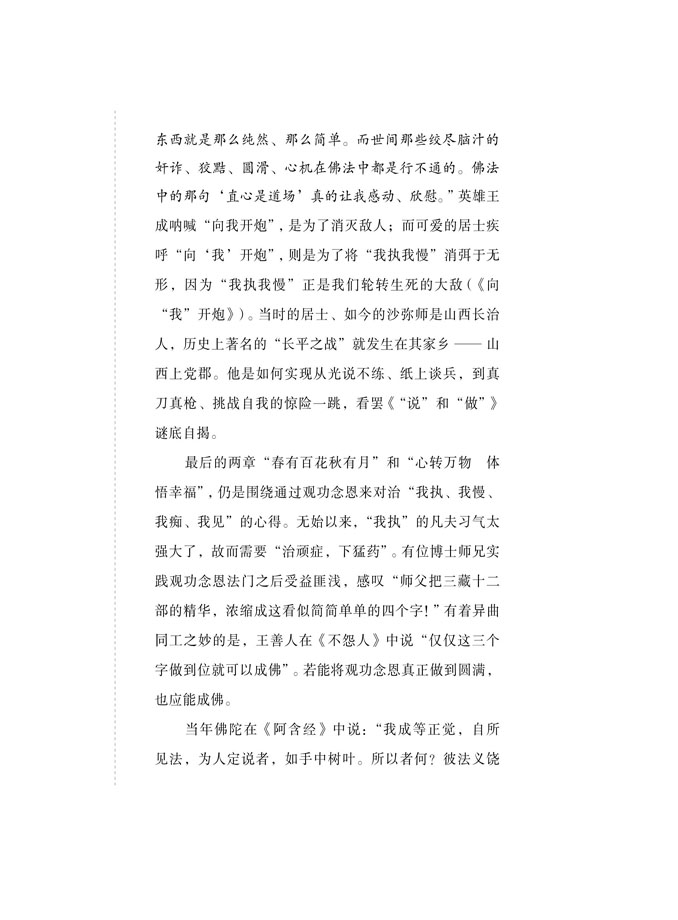 东西就是那么纯然、那么简单。而世间那些绞尽脑汁的
奸诈、狡黠、圆滑、心机在佛法中都是行不通的。佛法
中的那句‘直心是道场’真的让我感动、欣慰。”英雄王
成呐喊“向我开炮”，是为了消灭敌人；而可爱的居士疾
呼“向‘我’开炮”，则是为了将“我执我慢”消弭于无
形，因为“我执我慢”正是我们轮转生死的大敌（《向
“我”开炮》）。当时的居士、如今的沙弥师是山西长治
人，历史上著名的“长平之战”就发生在其家乡——山
西上党郡。他是如何实现从光说不练、纸上谈兵，到真
刀真枪、挑战自我的惊险一跳，看罢《“说”和“做”》
谜底自揭。
最后的两章“春有百花秋有月”和“心转万物　体
悟幸福”，仍是围绕通过观功念恩来对治“我执、我慢、
我痴、我见”的心得。无始以来，“我执”的凡夫习气太
强大了，故而需要“治顽症，下猛药”。有位博士师兄实
践观功念恩法门之后受益匪浅，感叹“师父把三藏十二
部的精华，浓缩成这看似简简单单的四个字！”有着异曲
同工之妙的是，王善人在《不怨人》中说“仅仅这三个
字做到位就可以成佛”。若能将观功念恩真正做到圆满，
也应能成佛。
当年佛陀在《阿含经》中说：“我成等正觉，自所
见法，为人定说者，如手中树叶。所以者何？彼法义饶